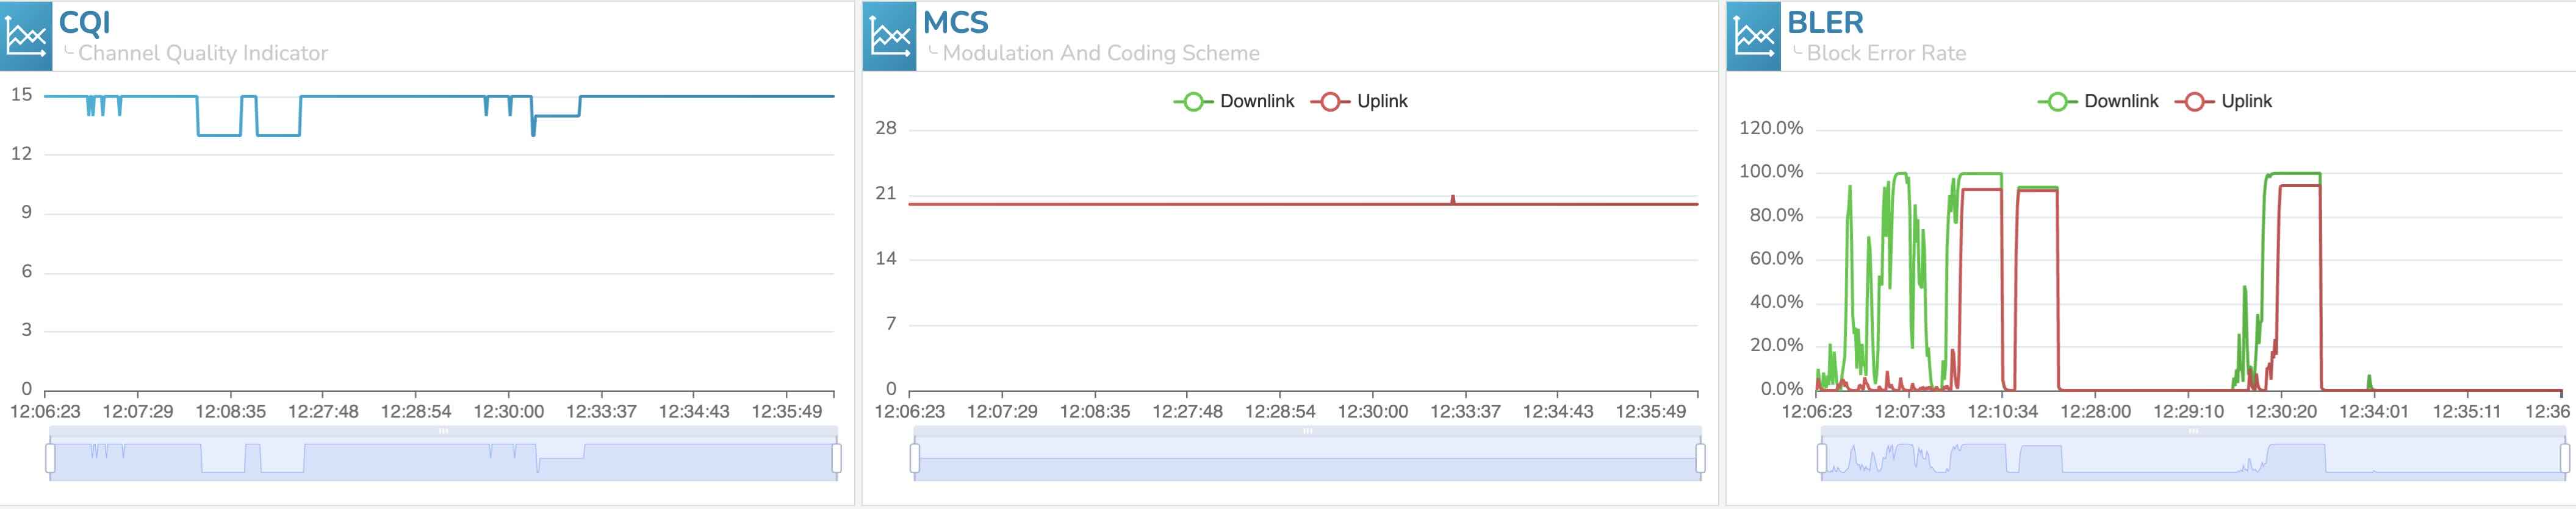 CQI
Channel Quality Indicator
15
12
9
6
3
0
12:06:23 12:07:29 12:08:35 12:27:48 12:28:54 12:30:00 12:33:37 12:34:43 12:35:49
MCS
Modulation And Coding Scheme
Downlink Uplink
28
21
14
7
0
12:06:23 12:07:29 12:08:35 12:27:48 12:28:54 12:30:00 12:33:37 12:34:43 12:35:49
BLER
Block Error Rate
Downlink Uplink
120.0%
100.0%
80.0%
60.0%
40.0%
20.0%
0.0%
12:06:23 12:07:33 12:10:34 12:28:00 12:29:10 12:30:20 12:34:01 12:35:11 12:36